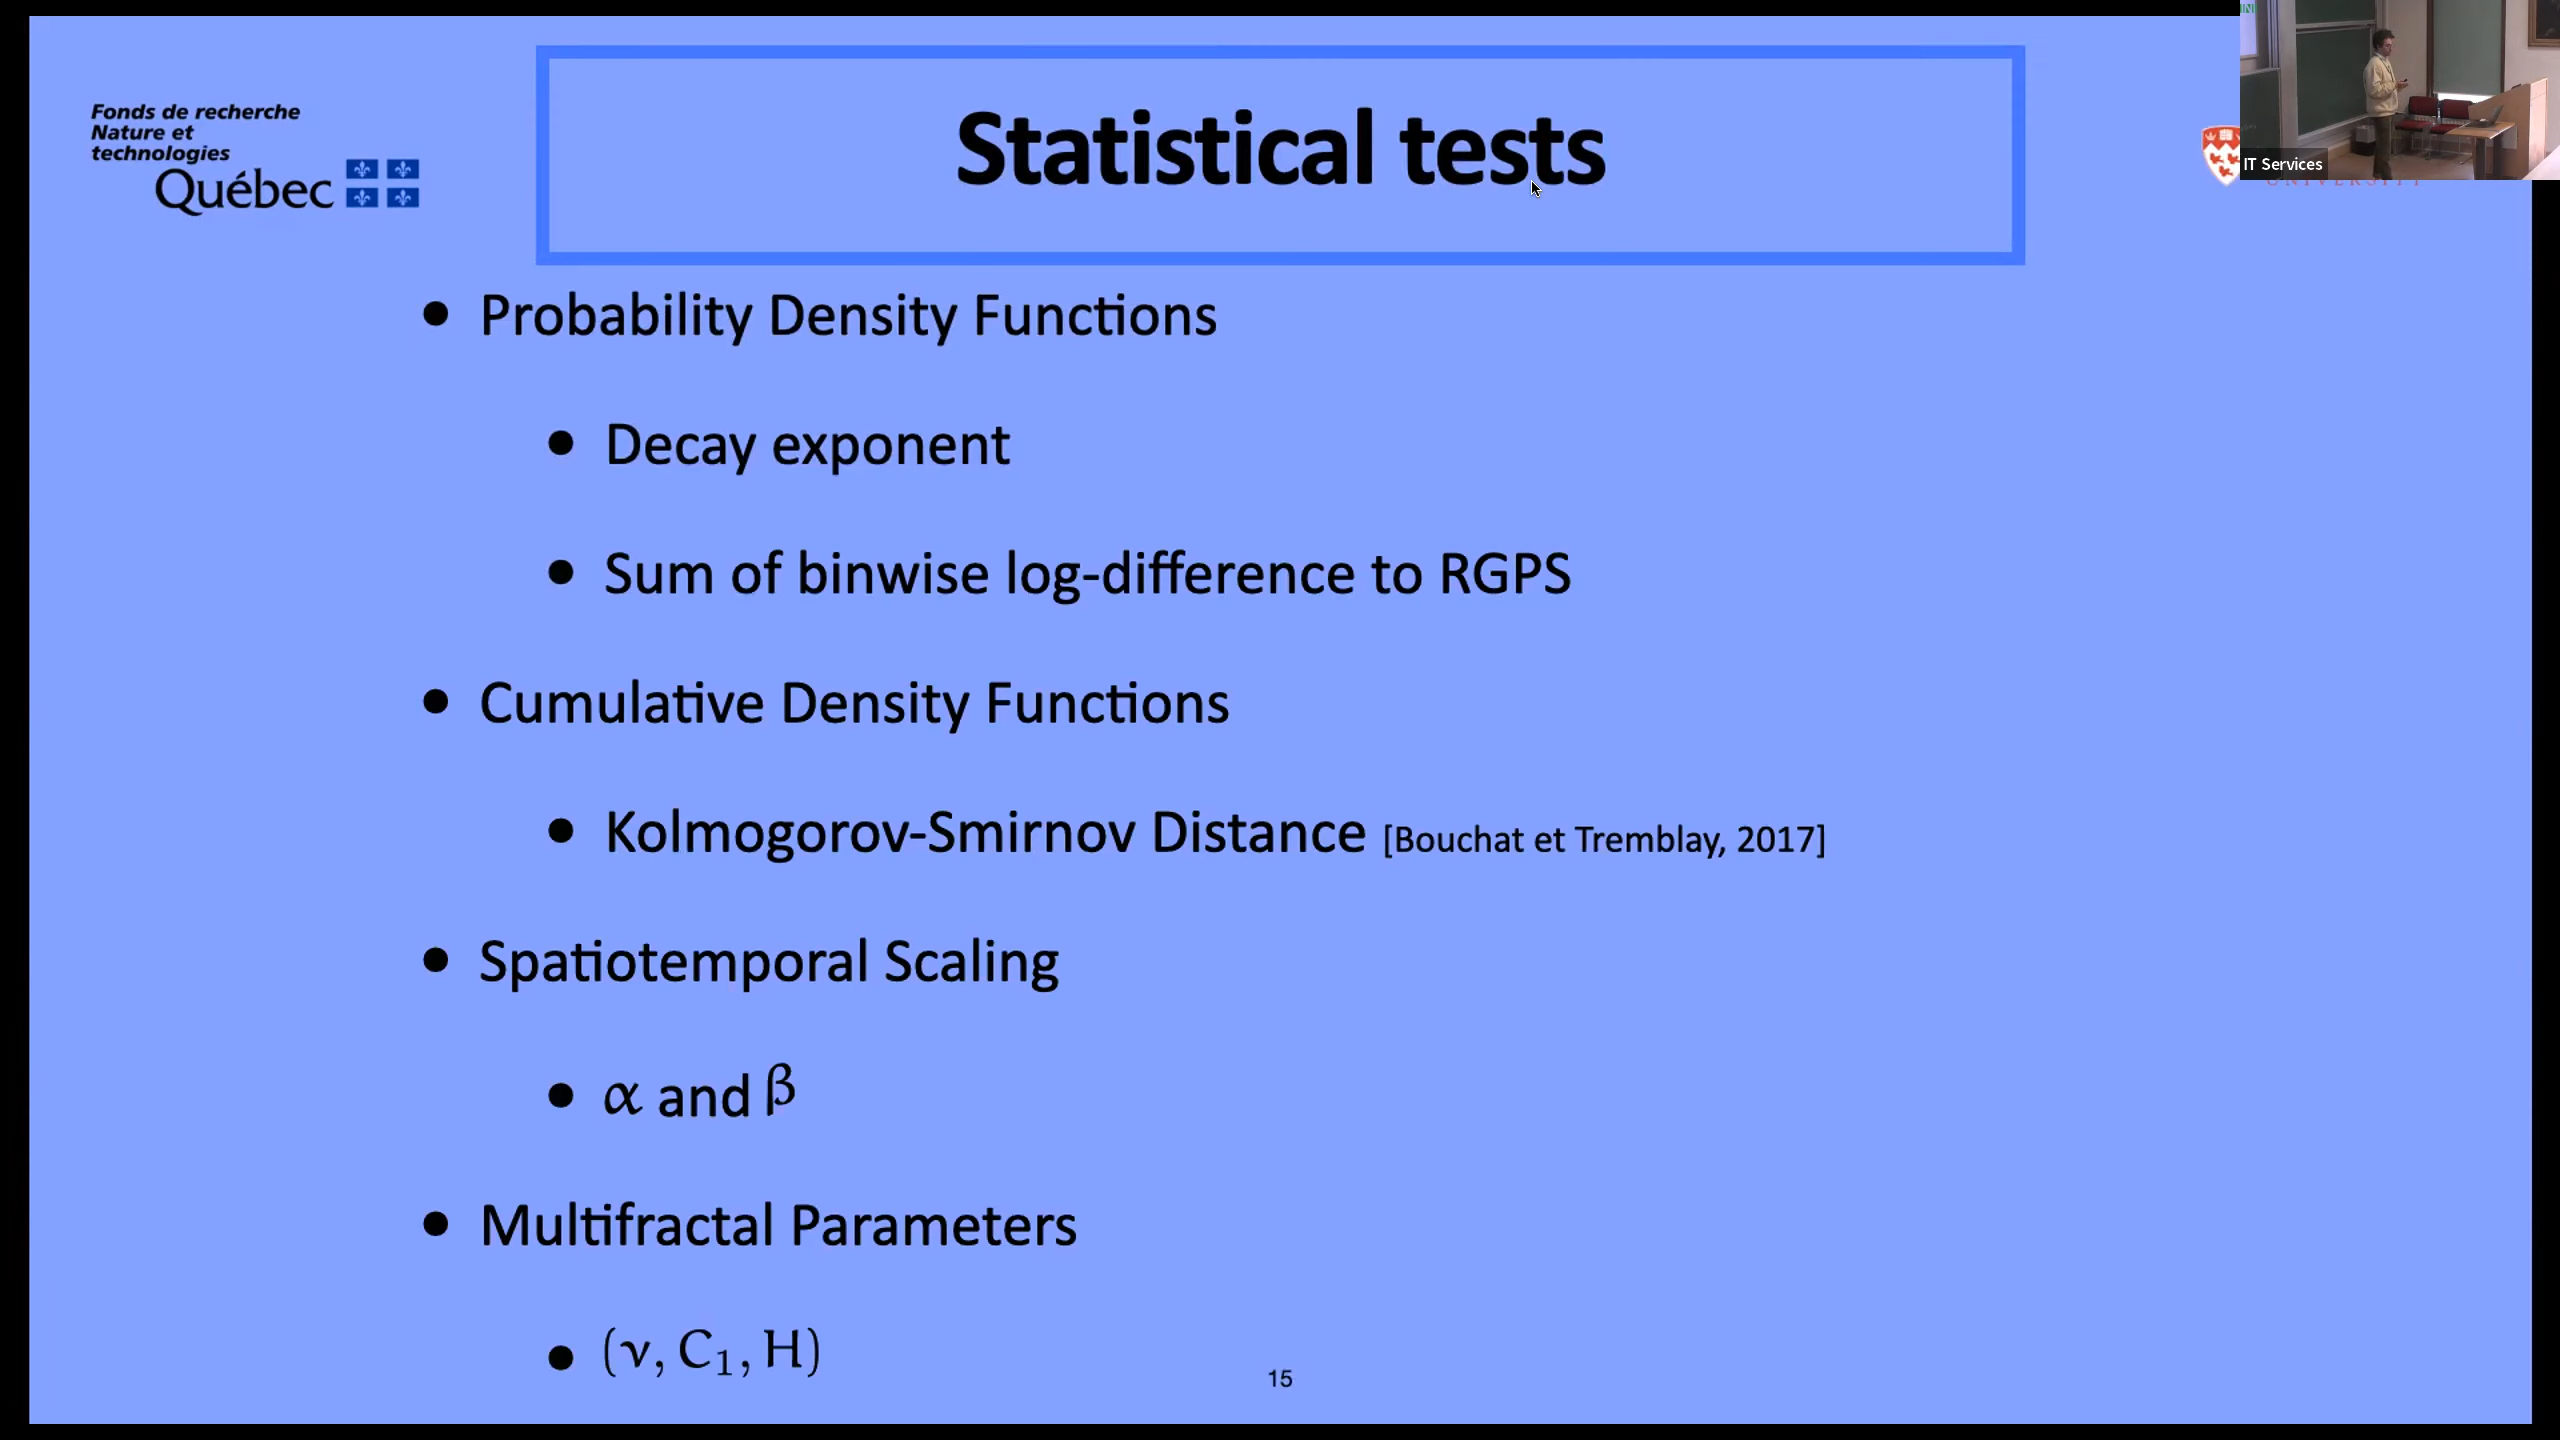 Fonds de recherche
Nature et
technologies
Québec
Statistical tests
IT Services
• Probability Density Functions
• Decay exponent
• Sum of binwise log-difference to RGPS
• Cumulative Density Functions
• Kolmogorov-Smirnov Distance [Bouchat et Tremblay, 2017]
• Spatiotemporal Scaling
• α and β
• Multifractal Parameters
• (ν, C₁, H)
15